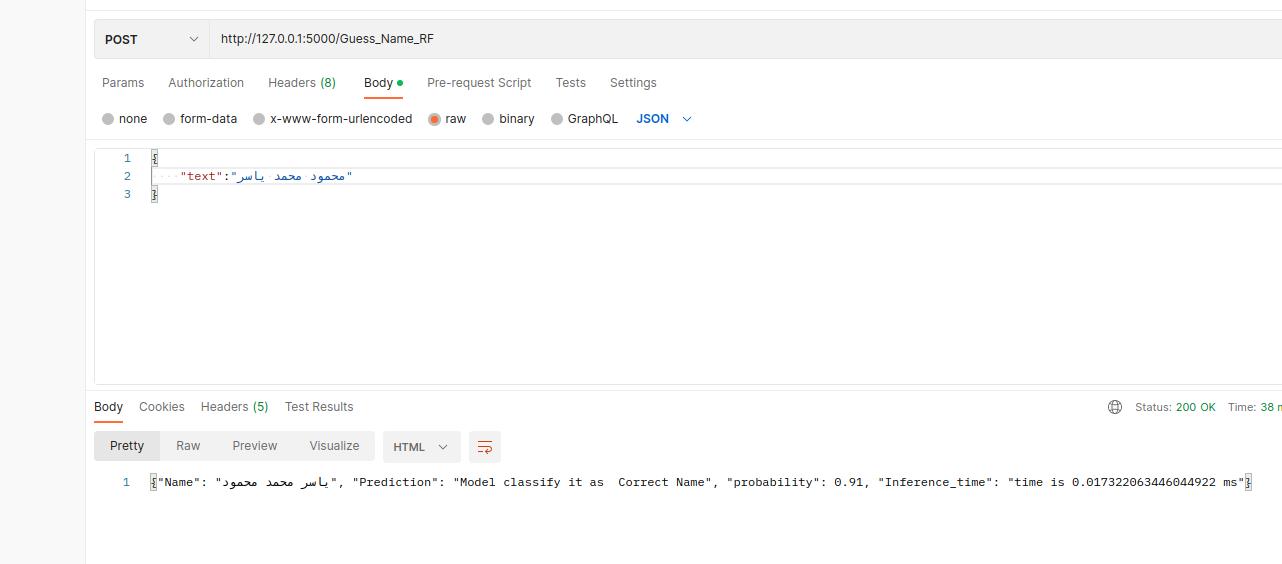 POST http://127.0.0.1:5000/Guess_Name_RF
Params Authorization Headers (8) Body Pre-request Script Tests Settings
none form-data x-www-form-urlencoded raw binary GraphQL JSON
1 {
2 "text":"محمود محمد ياسر"
3 }
Body Cookies Headers (5) Test Results Status: 200 OK Time: 38
Pretty Raw Preview Visualize HTML
1 {"Name": "ياسر محمد محمود", "Prediction": "Model classify it as  Correct Name", "probability": 0.91, "Inference_time": "time is 0.017322063446044922 ms"}